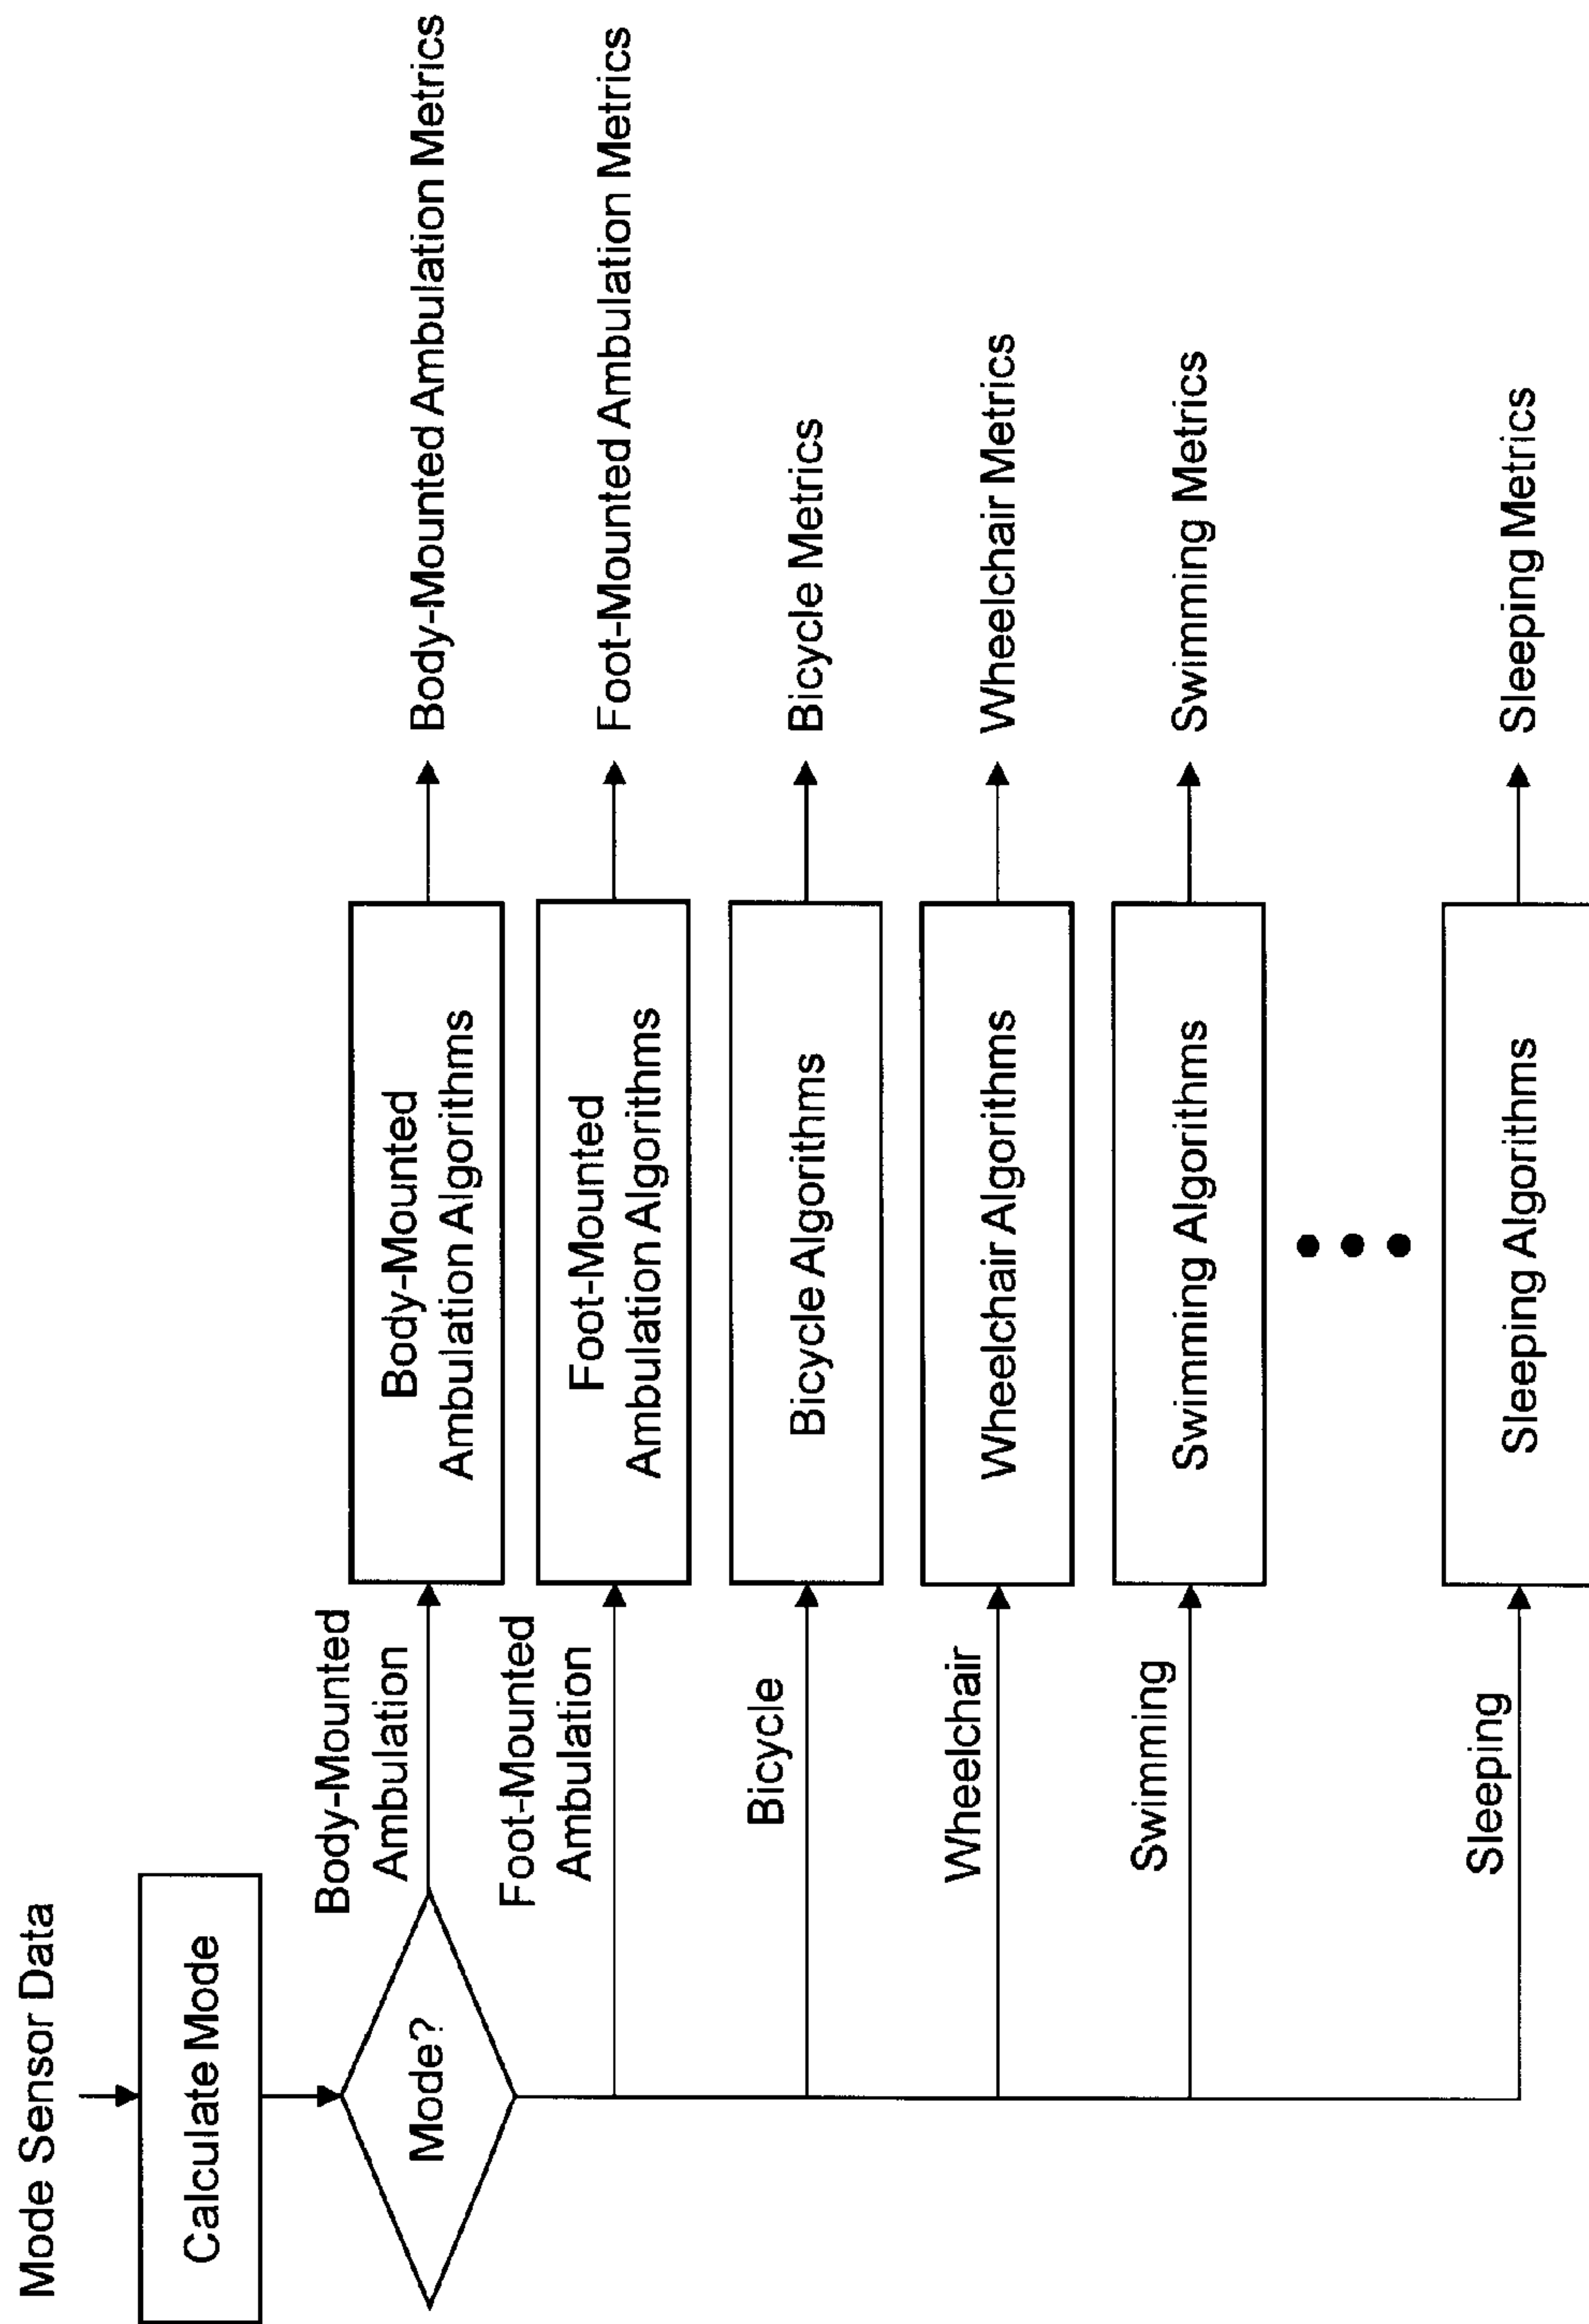 Mode Sensor Data
Calculate Mode
Mode?
Body-Mounted
Ambulation
Body-Mounted
Ambulation Algorithms
Body-Mounted Ambulation Metrics
Foot-Mounted
Ambulation
Foot-Mounted
Ambulation Algorithms
Foot-Mounted Ambulation Metrics
Bicycle
Bicycle Algorithms
Bicycle Metrics
Wheelchair
Wheelchair Algorithms
Wheelchair Metrics
Swimming
Swimming Algorithms
Swimming Metrics
Sleeping
Sleeping Algorithms
Sleeping Metrics